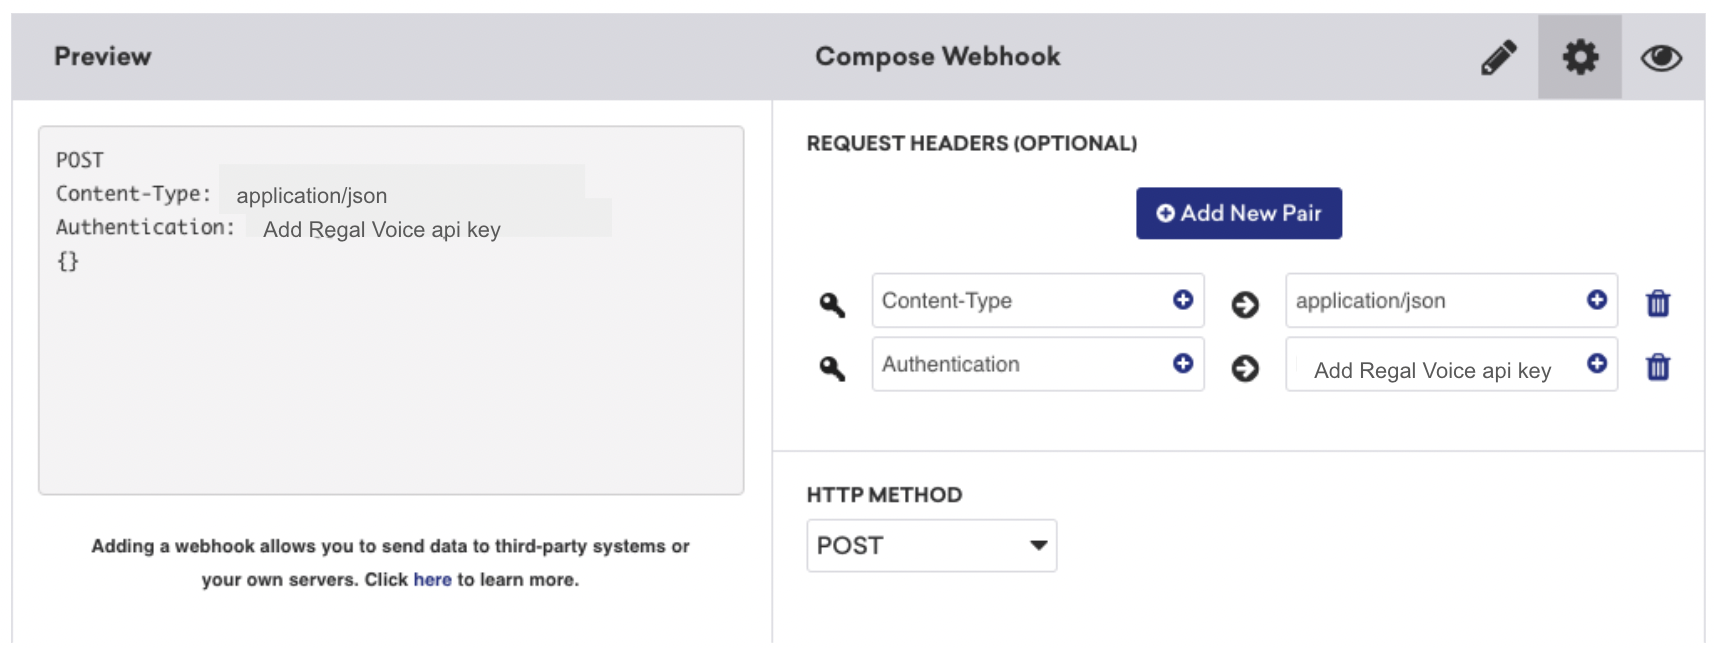 Preview
POST
Content-Type: application/json
Authentication: Add Regal Voice api key
{}
Adding a webhook allows you to send data to third-party systems or
your own servers. Click here to learn more.
Compose Webhook
REQUEST HEADERS (OPTIONAL)
Add New Pair
Content-Type application/json
Authentication Add Regal Voice api key
HTTP METHOD
POST